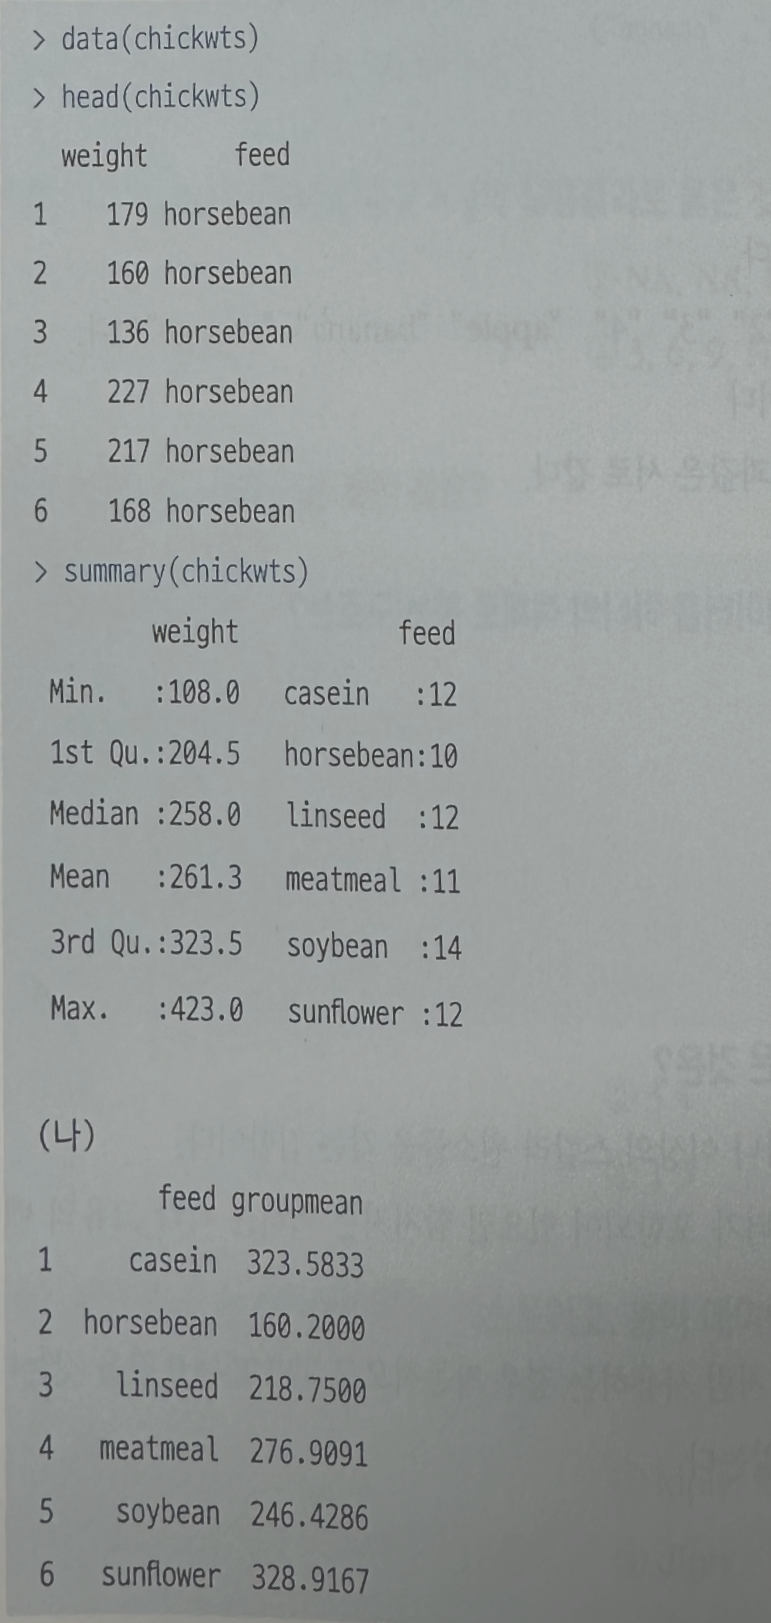 > data(chickwts)
> head(chickwts)
weight feed
1 179 horsebean
2 160 horsebean
3 136 horsebean
4 227 horsebean
5 217 horsebean
6 168 horsebean
> summary(chickwts)
weight feed
Min. :108.0 casein :12
1st Qu.:204.5 horsebean:10
Median :258.0 linseed :12
Mean :261.3 meatmeal :11
3rd Qu.:323.5 soybean :14
Max. :423.0 sunflower :12
(나)
feed groupmean
1 casein 323.5833
2 horsebean 160.2000
3 linseed 218.7500
4 meatmeal 276.9091
5 soybean 246.4286
6 sunflower 328.9167